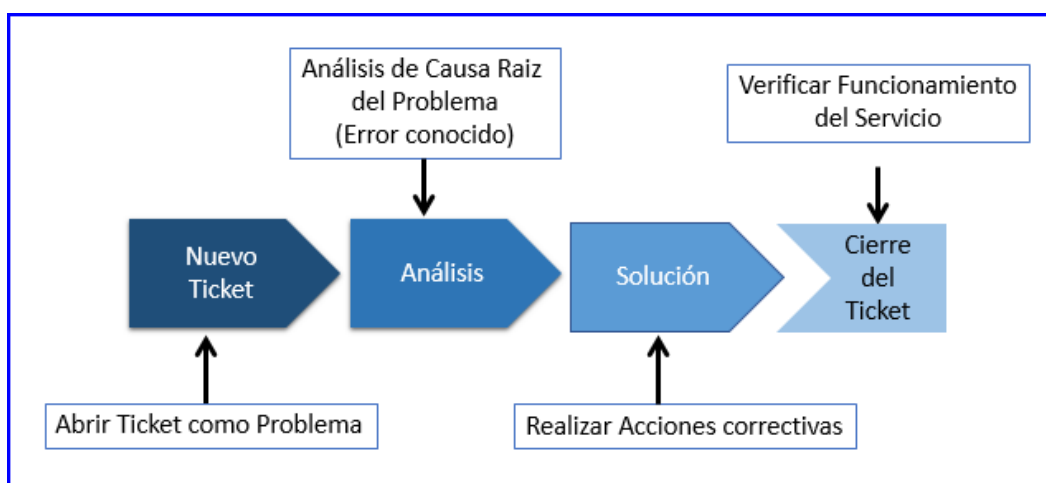 Análisis de Causa Raiz
del Problema
(Error conocido)
Verificar Funcionamiento
del Servicio
Nuevo
Ticket
Análisis
Solución
Cierre
del
Ticket
Abrir Ticket como Problema
Realizar Acciones correctivas